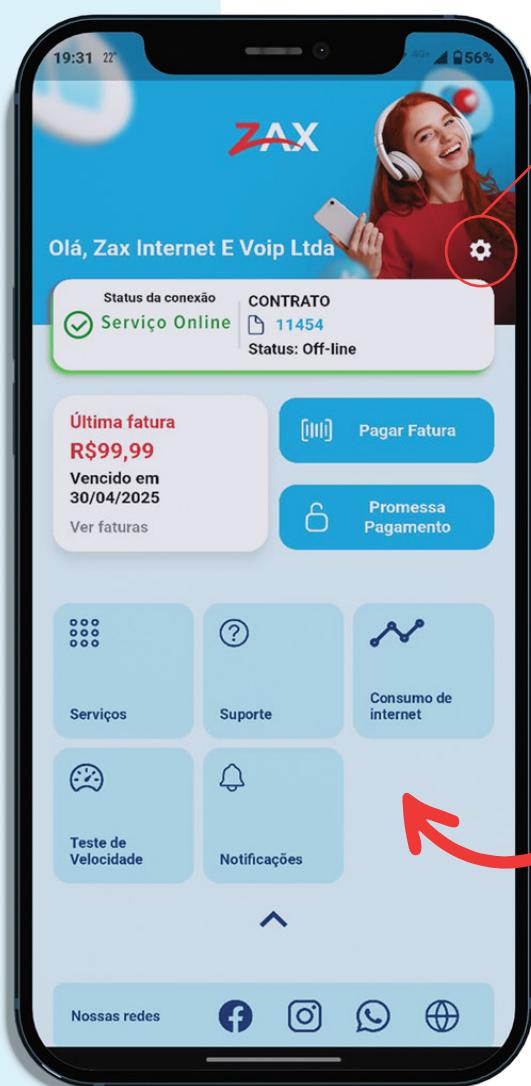 19:31 22°
4G+ 56%
ZAX
Olá, Zax Internet E Voip Ltda
Status da conexão
Serviço Online
CONTRATO
11454
Status: Off-line
Última fatura
R$99,99
Vencido em
30/04/2025
Ver faturas
Pagar Fatura
Promessa
Pagamento
Serviços
Suporte
Consumo de
internet
Teste de
Velocidade
Notificações
Nossas redes